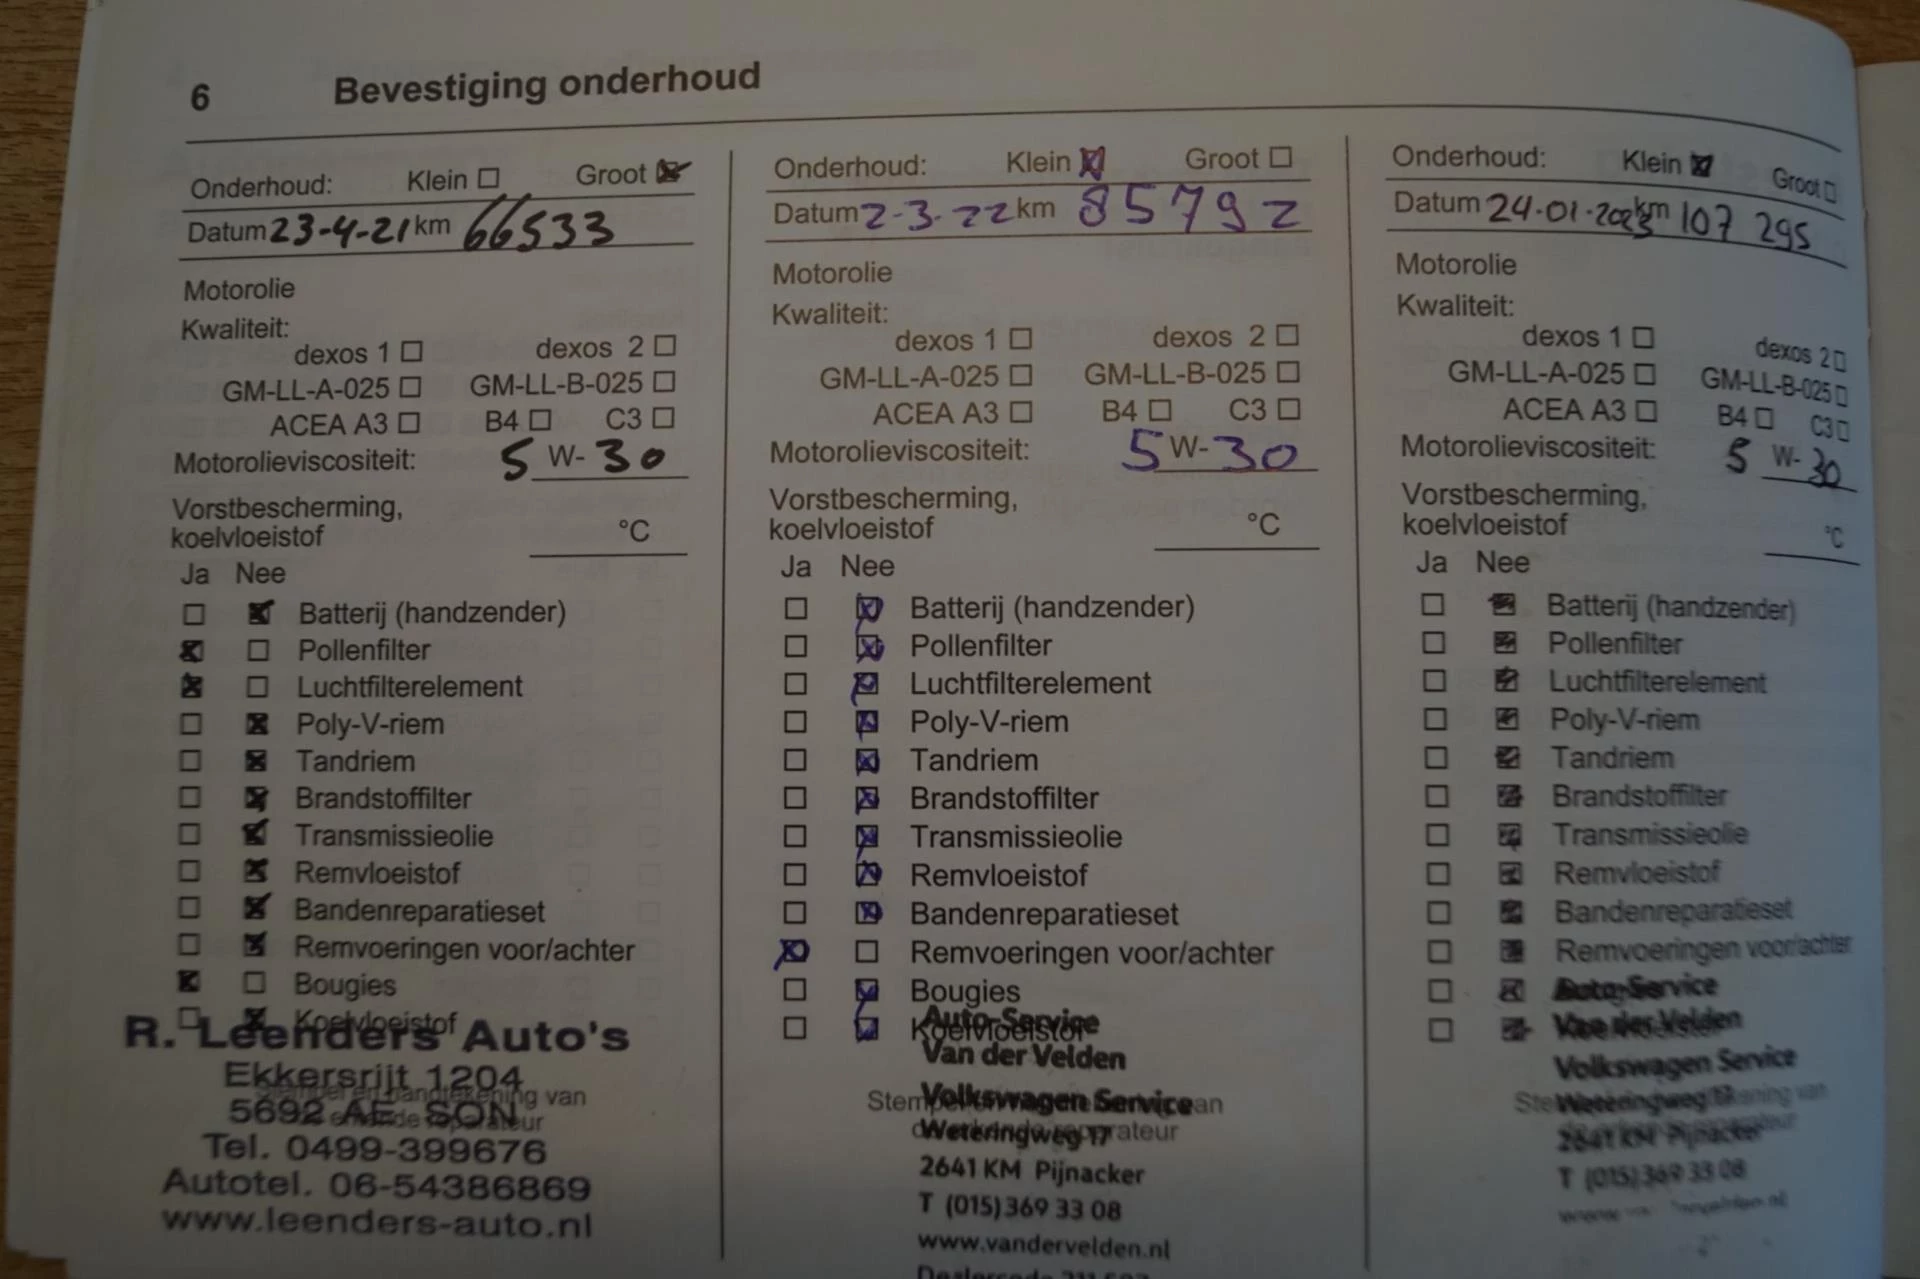 6 Bevestiging onderhoud
Onderhoud: Klein Groot
Datum 23-4-21 km 66533
Motorolie
Kwaliteit:
dexos 1 dexos 2
GM-LL-A-025 GM-LL-B-025
ACEA A3 B4 C3
Motorolieviscositeit: 5 W- 30
Vorstbescherming,
koelvloeistof °C
Ja Nee
Batterij (handzender)
Pollenfilter
Luchtfilterelement
Poly-V-riem
Tandriem
Brandstoffilter
Transmissieolie
Remvloeistof
Bandenreparatieset
Remvoeringen voor/achter
Bougies
Koelvloeistof
R. Leenders Auto's
Ekkersrijt 1204
Stempel en handtekening van
5692 AE SON
reparateur
Tel. 0499-399676
Autotel. 06-54386869
www.leenders-auto.nl
Onderhoud: Klein Groot
Datum 2-3-22 km 85792
Motorolie
Kwaliteit:
dexos 1 dexos 2
GM-LL-A-025 GM-LL-B-025
ACEA A3 B4 C3
Motorolieviscositeit: 5 W- 30
Vorstbescherming,
koelvloeistof °C
Ja Nee
Batterij (handzender)
Pollenfilter
Luchtfilterelement
Poly-V-riem
Tandriem
Brandstoffilter
Transmissieolie
Remvloeistof
Bandenreparatieset
Remvoeringen voor/achter
Bougies
Auto-Service
Koelvloeistof
Van der Velden
Volkswagen Service
Weteringweg 17
2641 KM Pijnacker
T (015) 369 33 08
www.vandervelden.nl
Onderhoud: Klein Groot
Datum 24-01-2023 km 107 295
Motorolie
Kwaliteit:
dexos 1 dexos 2
GM-LL-A-025 GM-LL-B-025
ACEA A3 B4 C3
Motorolieviscositeit: 5 W- 30
Vorstbescherming,
koelvloeistof °C
Ja Nee
Batterij (handzender)
Pollenfilter
Luchtfilterelement
Poly-V-riem
Tandriem
Brandstoffilter
Transmissieolie
Remvloeistof
Bandenreparatieset
Remvoeringen voor/achter
Auto-Service
Van der Velden
Volkswagen Service
Weteringweg 17
2641 KM Pijnacker
T (015) 369 33 08